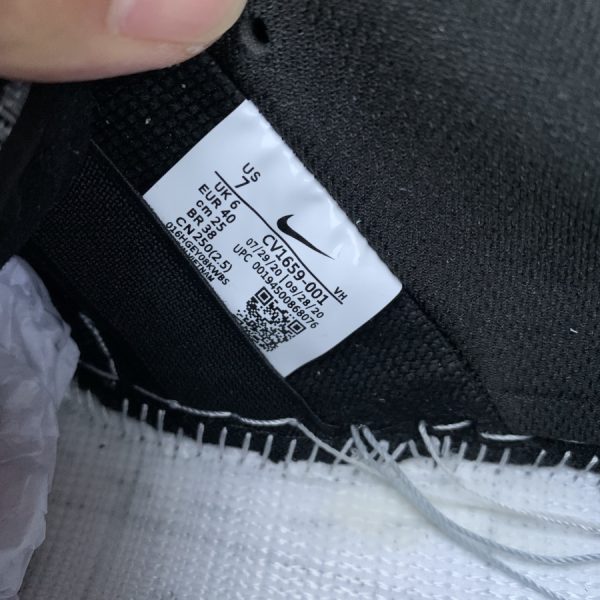 US
7
UK 6
EUR 40
cm 25
BR 38
CN 250(2.5)
016HGEY08KWBS
CV1659-001
VH
07/29/20 | 09/28/20
UPC 00194500868076